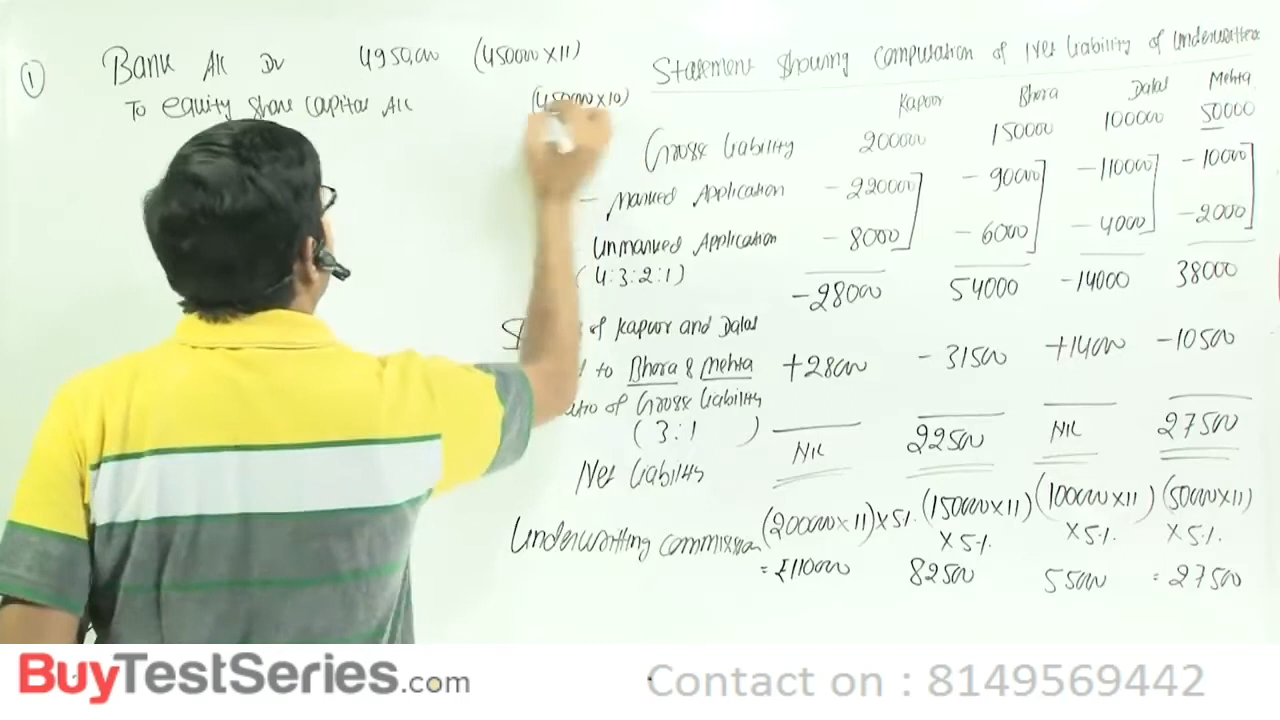 ① Bank A/c Dr 4950,000 (450000 × 11)
To equity share capital A/c (450000 × 10)
Statement showing computation of Net liability of underwriters
Kapoor Bhora Dalal Mehta
Gross liability 200000 150000 100000 50000
- Marked Application - 220000 - 90000 - 110000 - 10000
Unmarked Application - 8000 - 6000 - 4000 - 2000
(4:3:2:1)
- 28000 54000 - 14000 38000
S of Kapoor and Dalal
to Bhora & Mehta + 28000 - 31500 + 14000 - 10500
of Gross liability
( 3:1 )
Net liability NIL 22500 NIL 27500
Underwriting commission (200000 × 11) × 5% (150000 × 11) × 5% (100000 × 11) × 5% (50000 × 11) × 5%
= ₹110000 82500 55000 = 27500
BuyTestSeries.com Contact on : 8149569442